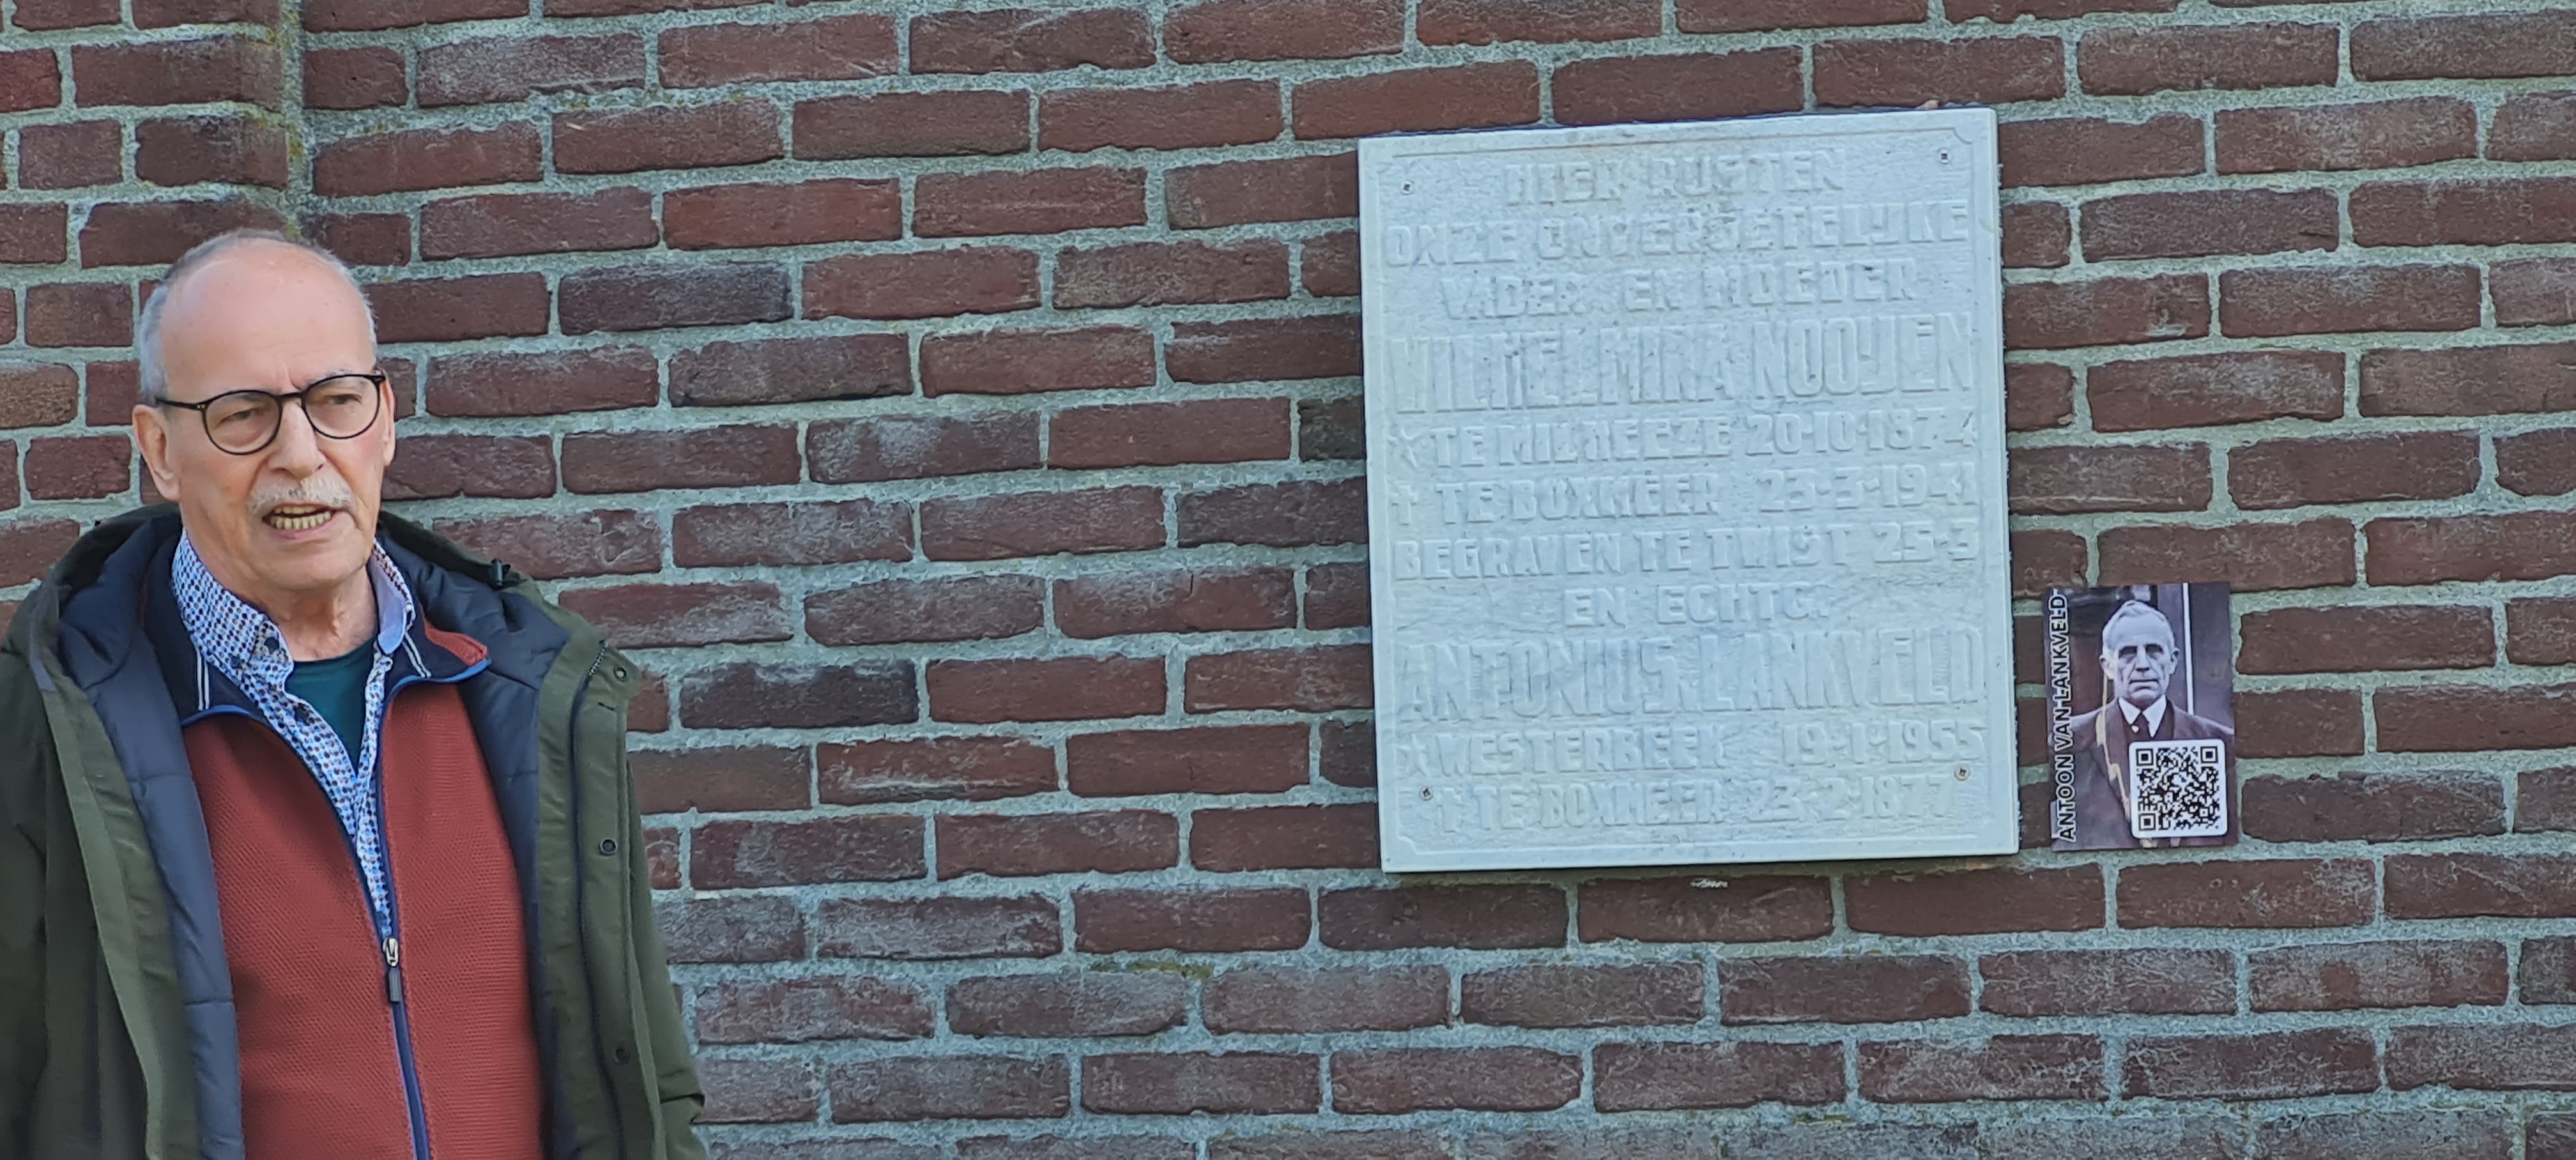 HIER RUSTEN
ONZE ONVERGETELIJKE
VADER EN MOEDER
WILHELMINA NOOIJEN
* TE MILHEEZE 20-10-1874
† TE BOXMEER 23-3-1941
BEGRAVEN TE TWIST 25-3
EN ECHTG.
ANTONIUS LANKVELD
* WESTERBEEK 19-1-1955
† TE BOXMEER 23-2-1877
ANTOON VAN LANKVELD